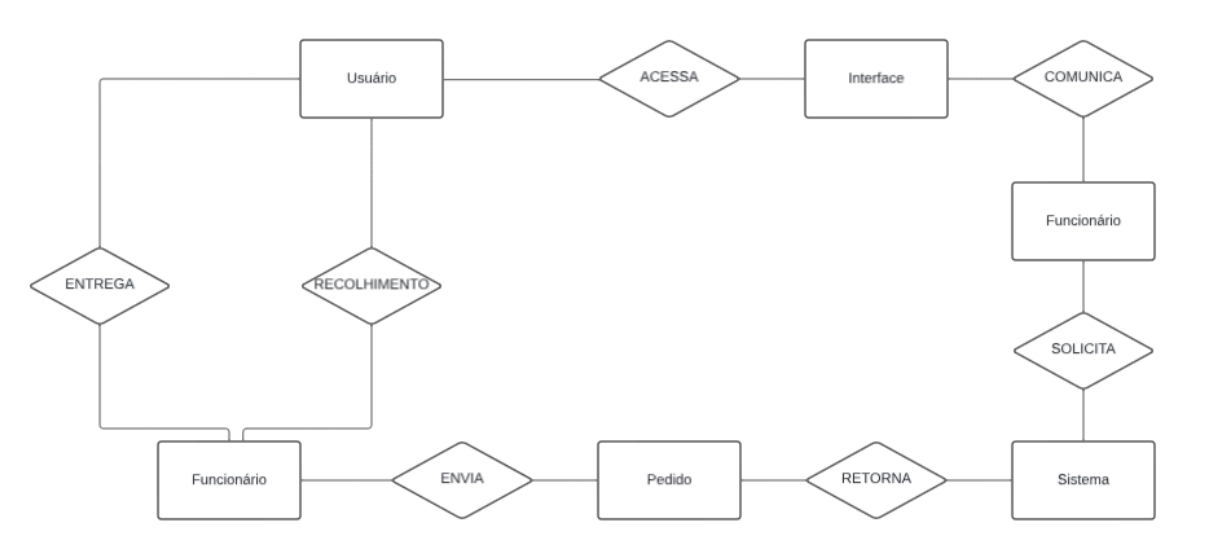 Usuário
ACESSA
Interface
COMUNICA
Funcionário
ENTREGA
RECOLHIMENTO
SOLICITA
Funcionário
ENVIA
Pedido
RETORNA
Sistema